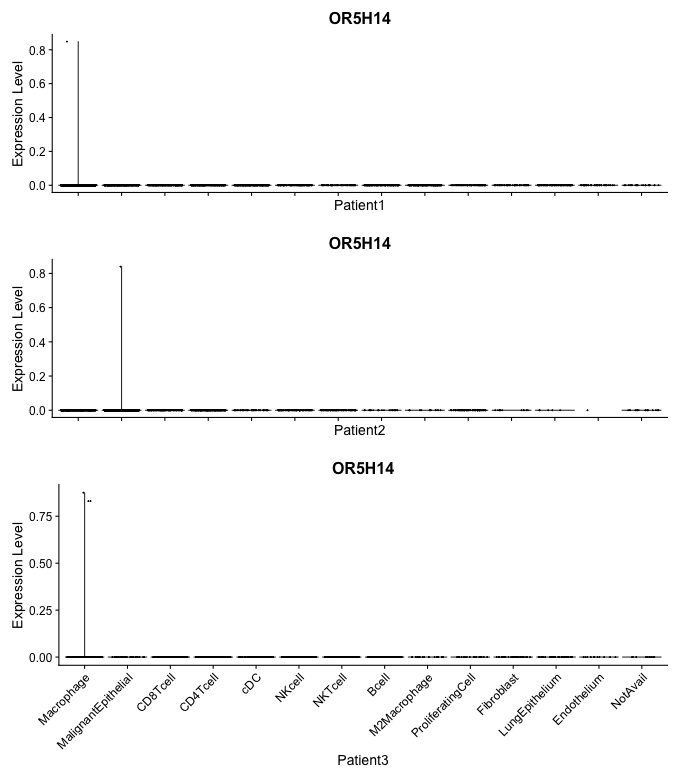 OR5H14
Expression Level
0.8
0.6
0.4
0.2
0.0
Patient1
OR5H14
Expression Level
0.8
0.6
0.4
0.2
0.0
Patient2
OR5H14
Expression Level
0.75
0.50
0.25
0.00
Macrophage
MalignantEpithelial
CD8Tcell
CD4Tcell
cDC
NKcell
NKTcell
Bcell
M2Macrophage
ProliferatingCell
Fibroblast
LungEpithelium
Endothelium
NotAvail
Patient3